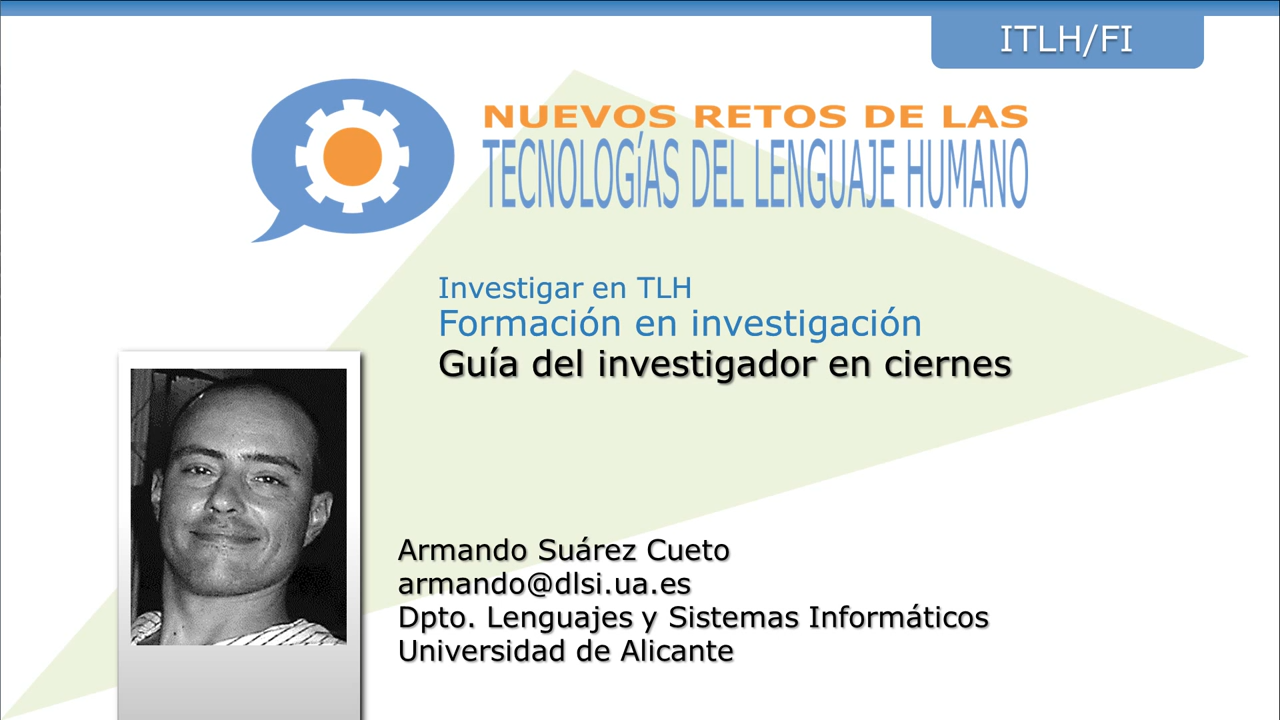 ITLH/FI
NUEVOS RETOS DE LAS
TECNOLOGíAS DEL LENGUAJE HUMANO
Investigar en TLH
Formación en investigación
Guía del investigador en ciernes
Armando Suárez Cueto
armando@dlsi.ua.es
Dpto. Lenguajes y Sistemas Informáticos
Universidad de Alicante